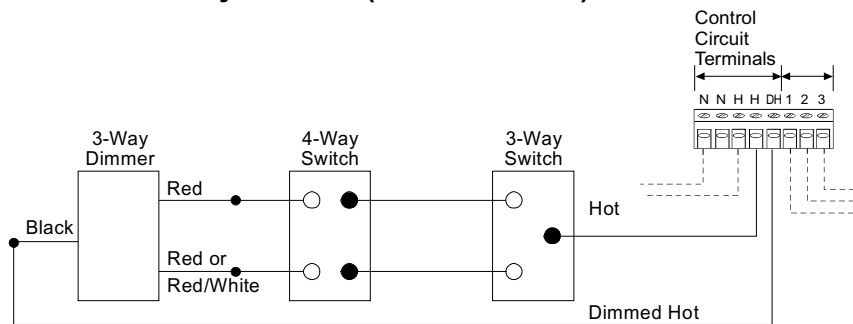 Control
Circuit
Terminals
N N H H DH 1 2 3
3-Way
Dimmer
4-Way
Switch
3-Way
Switch
Red
Black
Hot
Red or
Red/White
Dimmed Hot